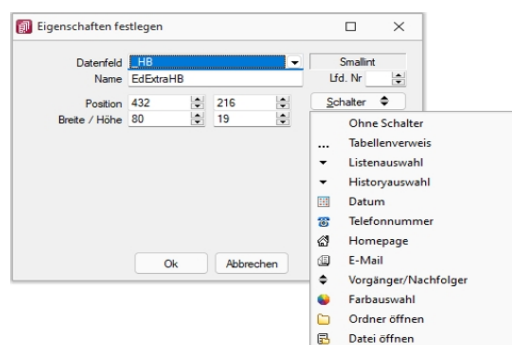 Eigenschaften festlegen
Datenfeld _HB Smallint
Name EdExtraHB Lfd. Nr
Position 432 216 Schalter
Breite / Höhe 80 19
Ohne Schalter
... Tabellenverweis
Listenauswahl
Historyauswahl
Datum
Telefonnummer
Homepage
E-Mail
Vorgänger/Nachfolger
Farbauswahl
Ordner öffnen
Datei öffnen
Ok Abbrechen